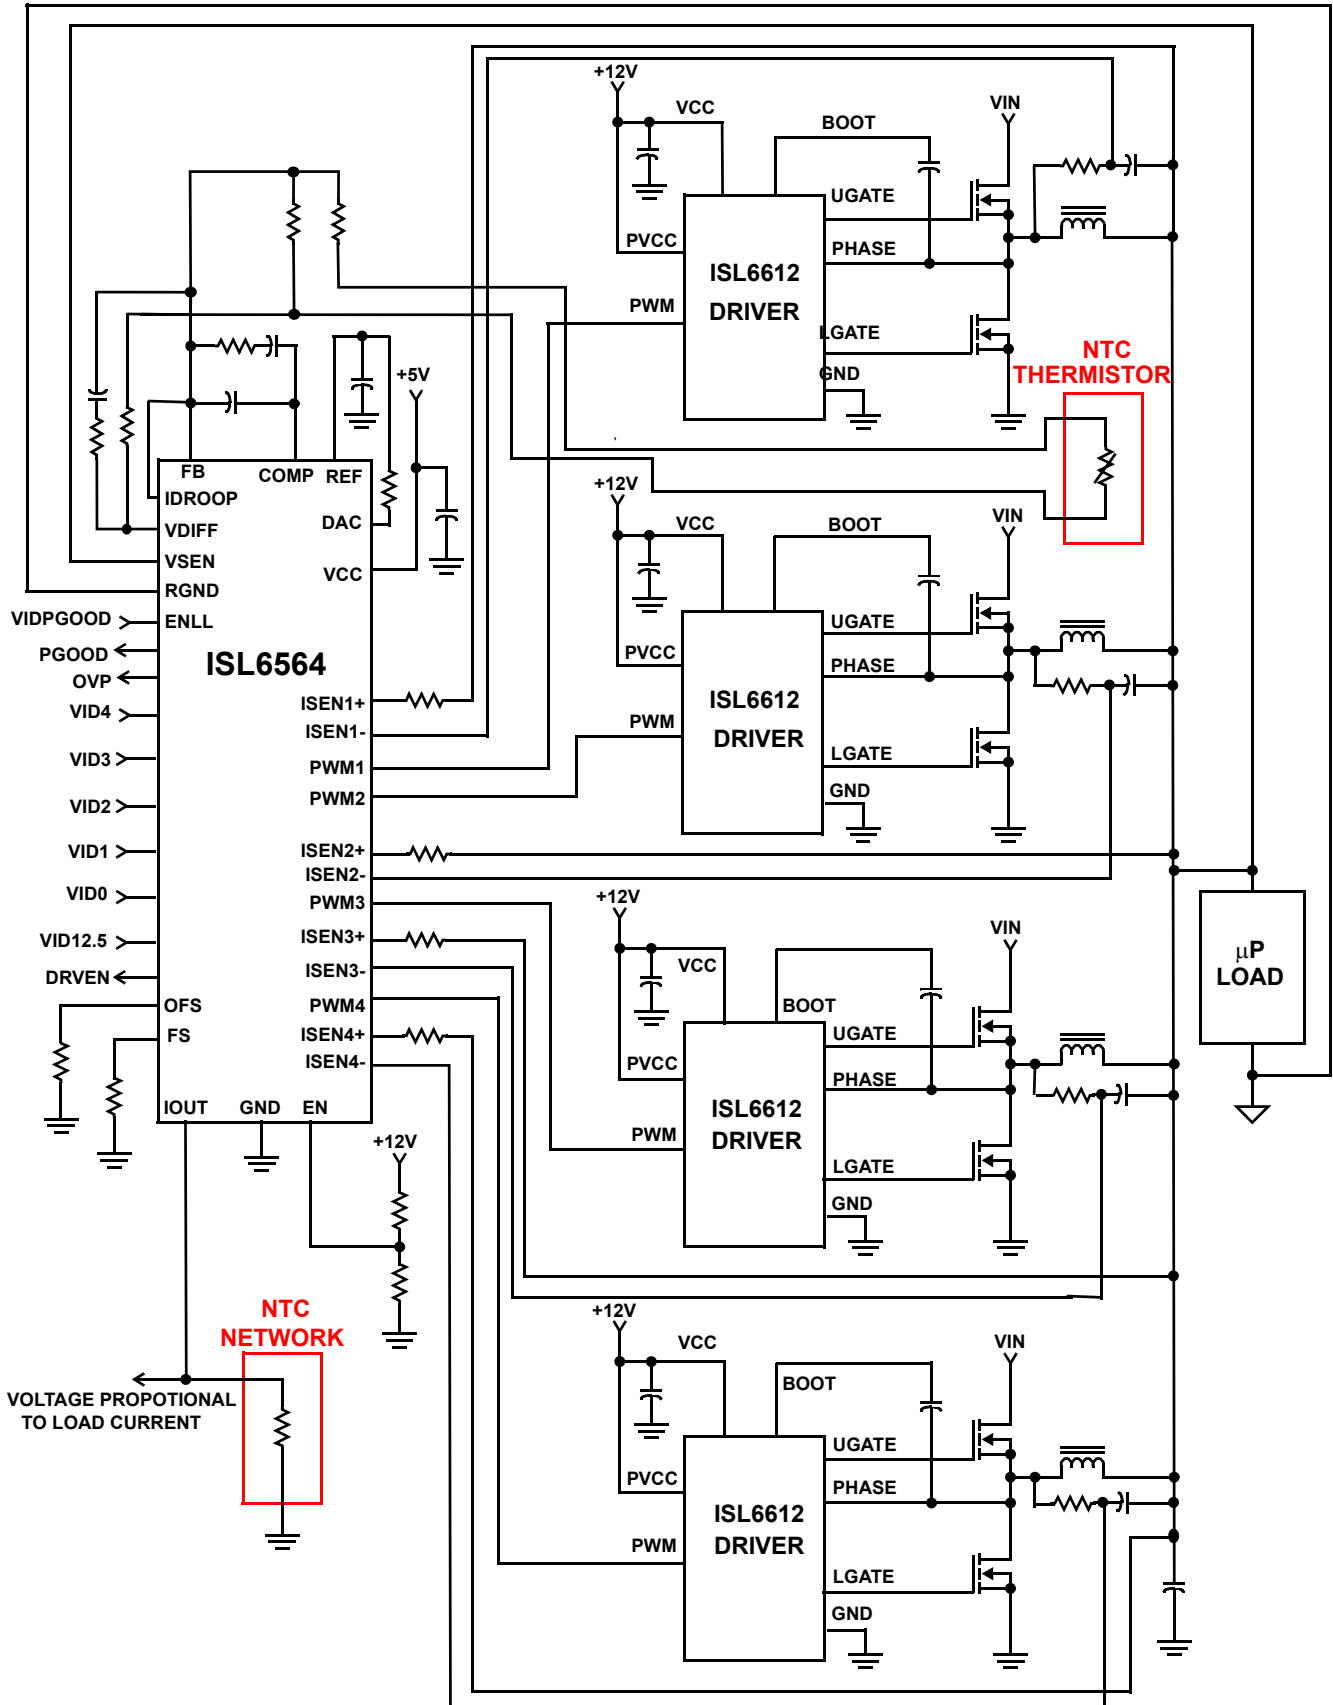 +12V
VCC
BOOT
VIN
UGATE
PVCC
PHASE
ISL6612
DRIVER
PWM
LGATE
GND
NTC
THERMISTOR
+5V
FB
COMP
REF
IDROOP
VDIFF
DAC
VSEN
VCC
RGND
VIDPGOOD
ENLL
PGOOD
OVP
ISL6564
VID4
ISEN1+
ISEN1-
VID3
PWM1
VID2
PWM2
VID1
ISEN2+
ISEN2-
VID0
PWM3
VID12.5
ISEN3+
DRVEN
ISEN3-
OFS
PWM4
FS
ISEN4+
ISEN4-
IOUT
GND
EN
+12V
+12V
VCC
BOOT
VIN
UGATE
PVCC
PHASE
ISL6612
DRIVER
PWM
LGATE
GND
+12V
VCC
BOOT
VIN
UGATE
PVCC
PHASE
ISL6612
DRIVER
PWM
LGATE
GND
μP
LOAD
NTC
NETWORK
VOLTAGE PROPOTIONAL
TO LOAD CURRENT
+12V
VCC
BOOT
VIN
UGATE
PVCC
PHASE
ISL6612
DRIVER
PWM
LGATE
GND